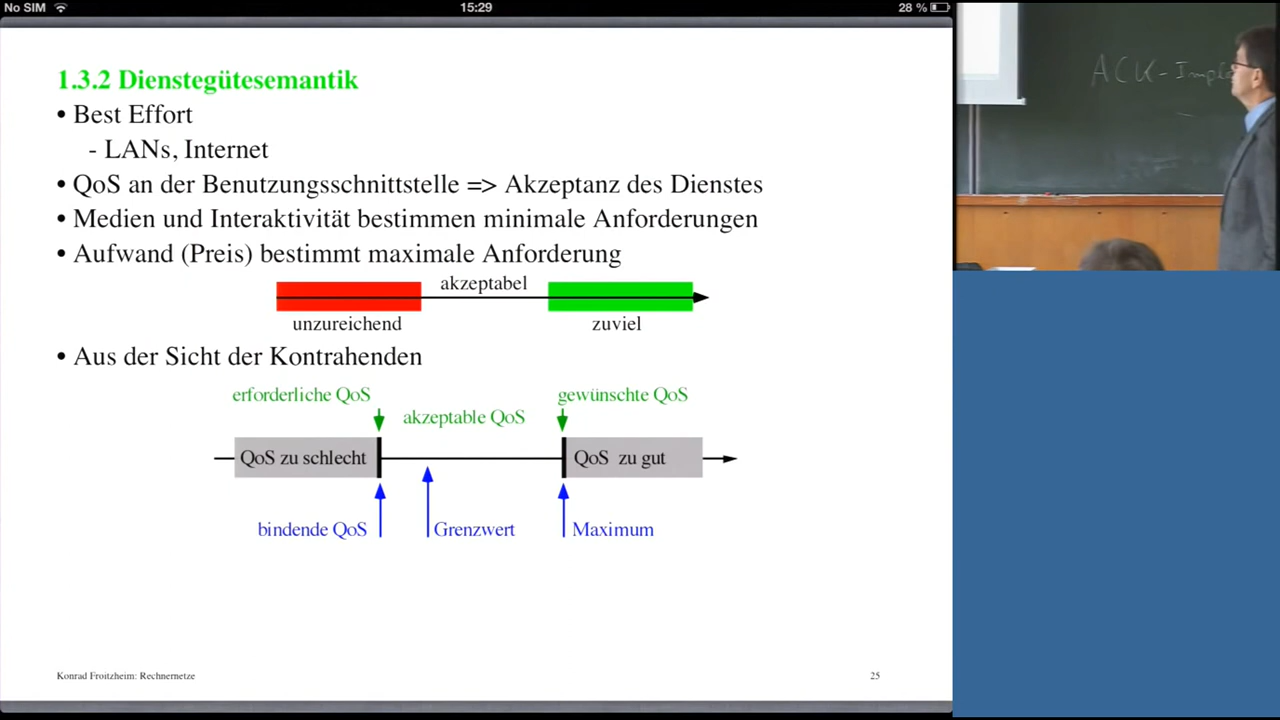 No SIM 15:29 28 %
1.3.2 Dienstegütesemantik
• Best Effort
- LANs, Internet
• QoS an der Benutzungsschnittstelle => Akzeptanz des Dienstes
• Medien und Interaktivität bestimmen minimale Anforderungen
• Aufwand (Preis) bestimmt maximale Anforderung
akzeptabel
unzureichend zuviel
• Aus der Sicht der Kontrahenden
erforderliche QoS gewünschte QoS
akzeptable QoS
QoS zu schlecht QoS zu gut
bindende QoS Grenzwert Maximum
Konrad Froitzheim: Rechnernetze 25
ACK-